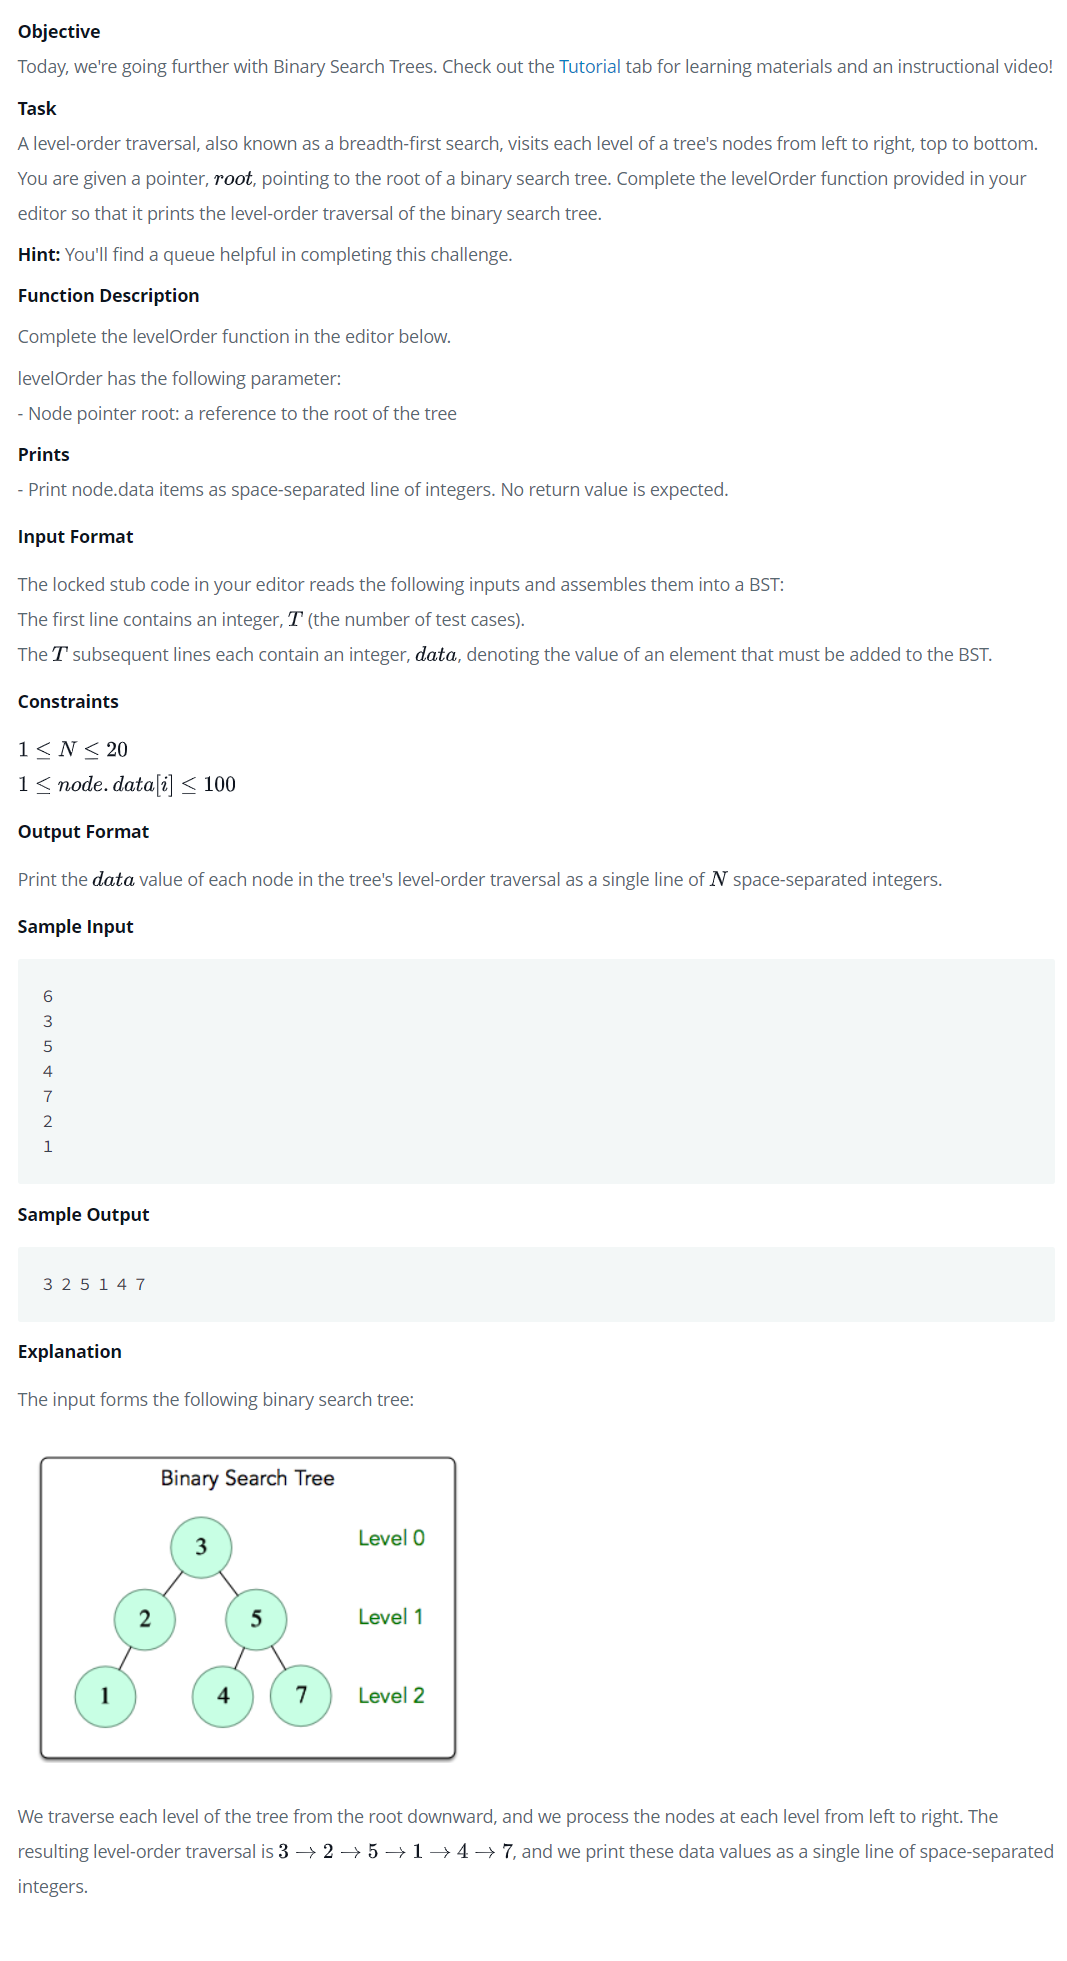 Objective
Today, we're going further with Binary Search Trees. Check out the Tutorial tab for learning materials and an instructional video!
Task
A level-order traversal, also known as a breadth-first search, visits each level of a tree's nodes from left to right, top to bottom.
You are given a pointer, root, pointing to the root of a binary search tree. Complete the levelOrder function provided in your
editor so that it prints the level-order traversal of the binary search tree.
Hint: You'll find a queue helpful in completing this challenge.
Function Description
Complete the levelOrder function in the editor below.
levelOrder has the following parameter:
- Node pointer root: a reference to the root of the tree
Prints
- Print node.data items as space-separated line of integers. No return value is expected.
Input Format
The locked stub code in your editor reads the following inputs and assembles them into a BST:
The first line contains an integer, T (the number of test cases).
The T subsequent lines each contain an integer, data, denoting the value of an element that must be added to the BST.
Constraints
1 ≤ N ≤ 20
1 ≤ node.data[i] ≤ 100
Output Format
Print the data value of each node in the tree's level-order traversal as a single line of N space-separated integers.
Sample Input
6
3
5
4
7
2
1
Sample Output
3 2 5 1 4 7
Explanation
The input forms the following binary search tree:
Binary Search Tree
3 Level 0
2 5 Level 1
1 4 7 Level 2
We traverse each level of the tree from the root downward, and we process the nodes at each level from left to right. The
resulting level-order traversal is 3 → 2 → 5 → 1 → 4 → 7, and we print these data values as a single line of space-separated
integers.